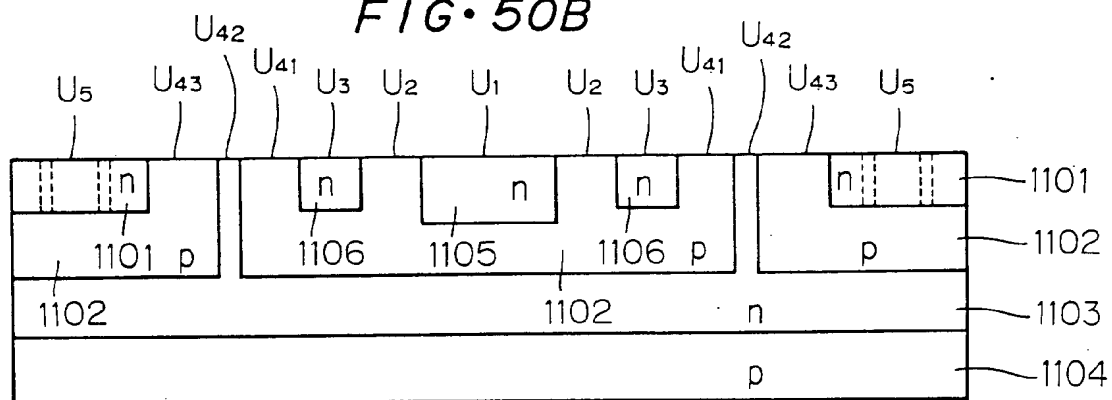 FIG. 50B
U42 U42
U41 U41
U5 U43 U3 U2 U1 U2 U3 U43 U5
n n n n n 1101
1101 p 1106 1105 1106 p p 1102
1102 1102 n 1103
p 1104